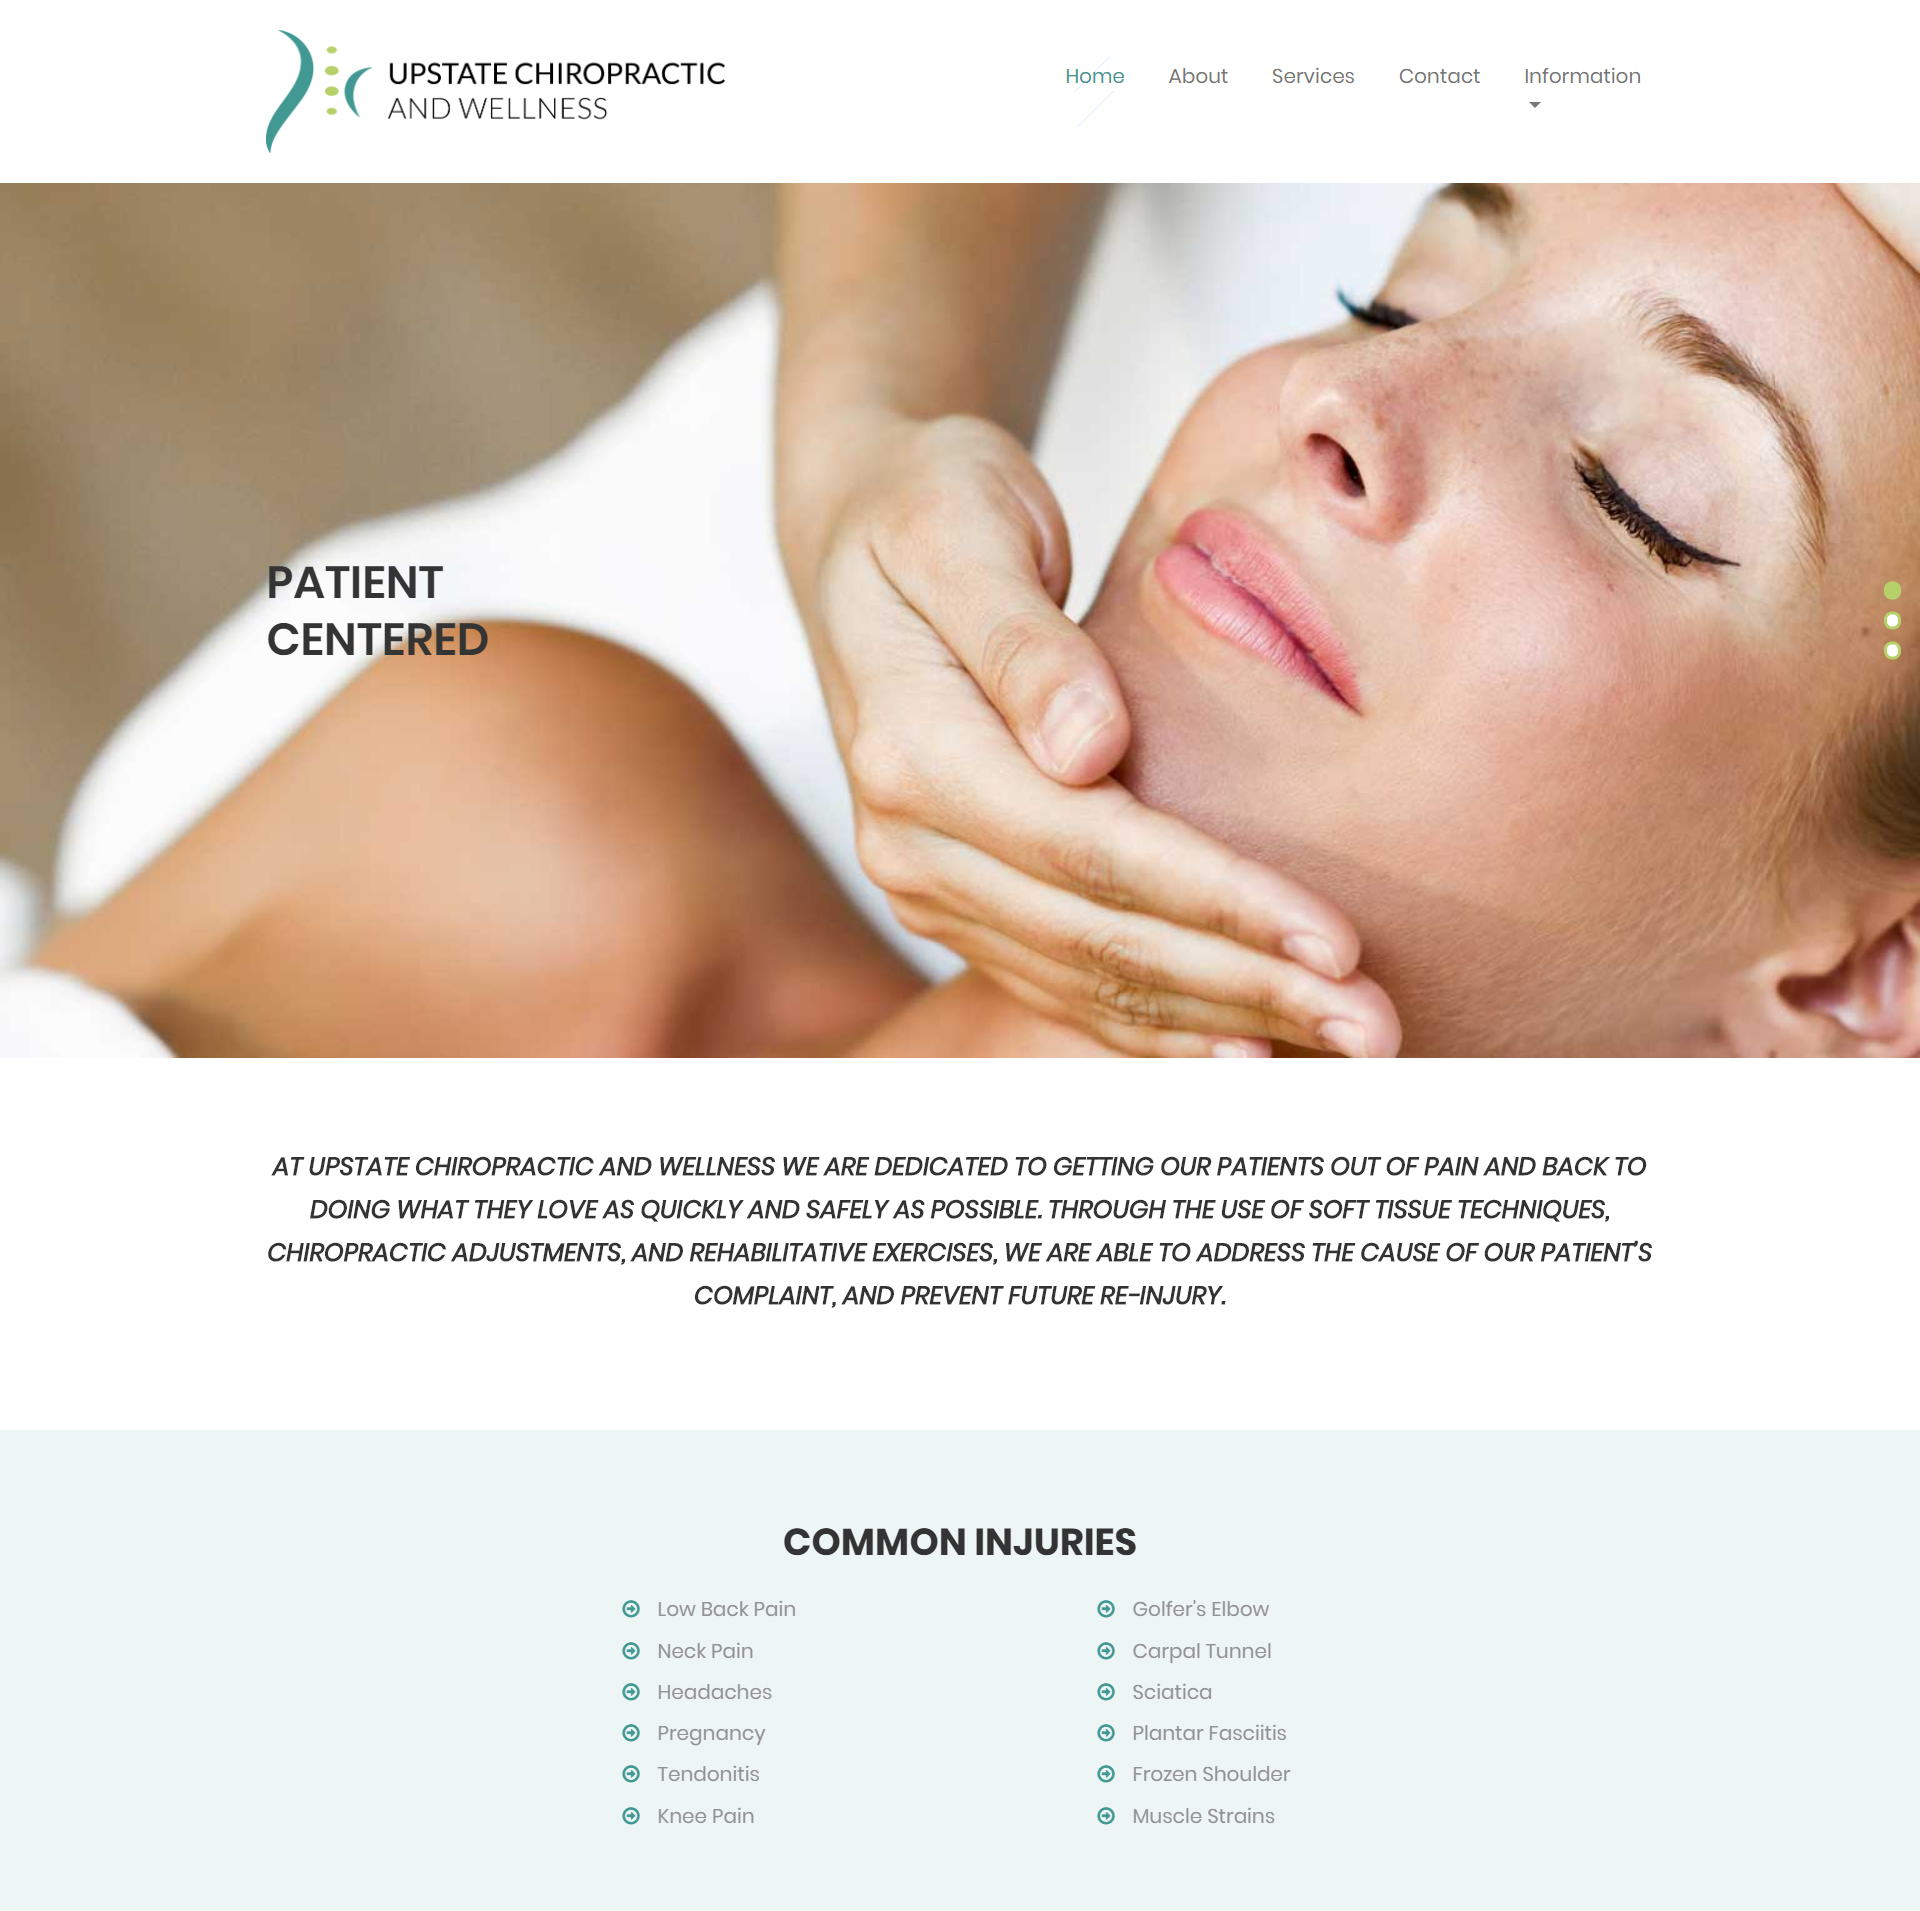 UPSTATE CHIROPRACTIC
AND WELLNESS
Home About Services Contact Information
PATIENT
CENTERED
AT UPSTATE CHIROPRACTIC AND WELLNESS WE ARE DEDICATED TO GETTING OUR PATIENTS OUT OF PAIN AND BACK TO
DOING WHAT THEY LOVE AS QUICKLY AND SAFELY AS POSSIBLE. THROUGH THE USE OF SOFT TISSUE TECHNIQUES,
CHIROPRACTIC ADJUSTMENTS, AND REHABILITATIVE EXERCISES, WE ARE ABLE TO ADDRESS THE CAUSE OF OUR PATIENT'S
COMPLAINT, AND PREVENT FUTURE RE-INJURY.
COMMON INJURIES
Low Back Pain
Neck Pain
Headaches
Pregnancy
Tendonitis
Knee Pain
Golfer's Elbow
Carpal Tunnel
Sciatica
Plantar Fasciitis
Frozen Shoulder
Muscle Strains